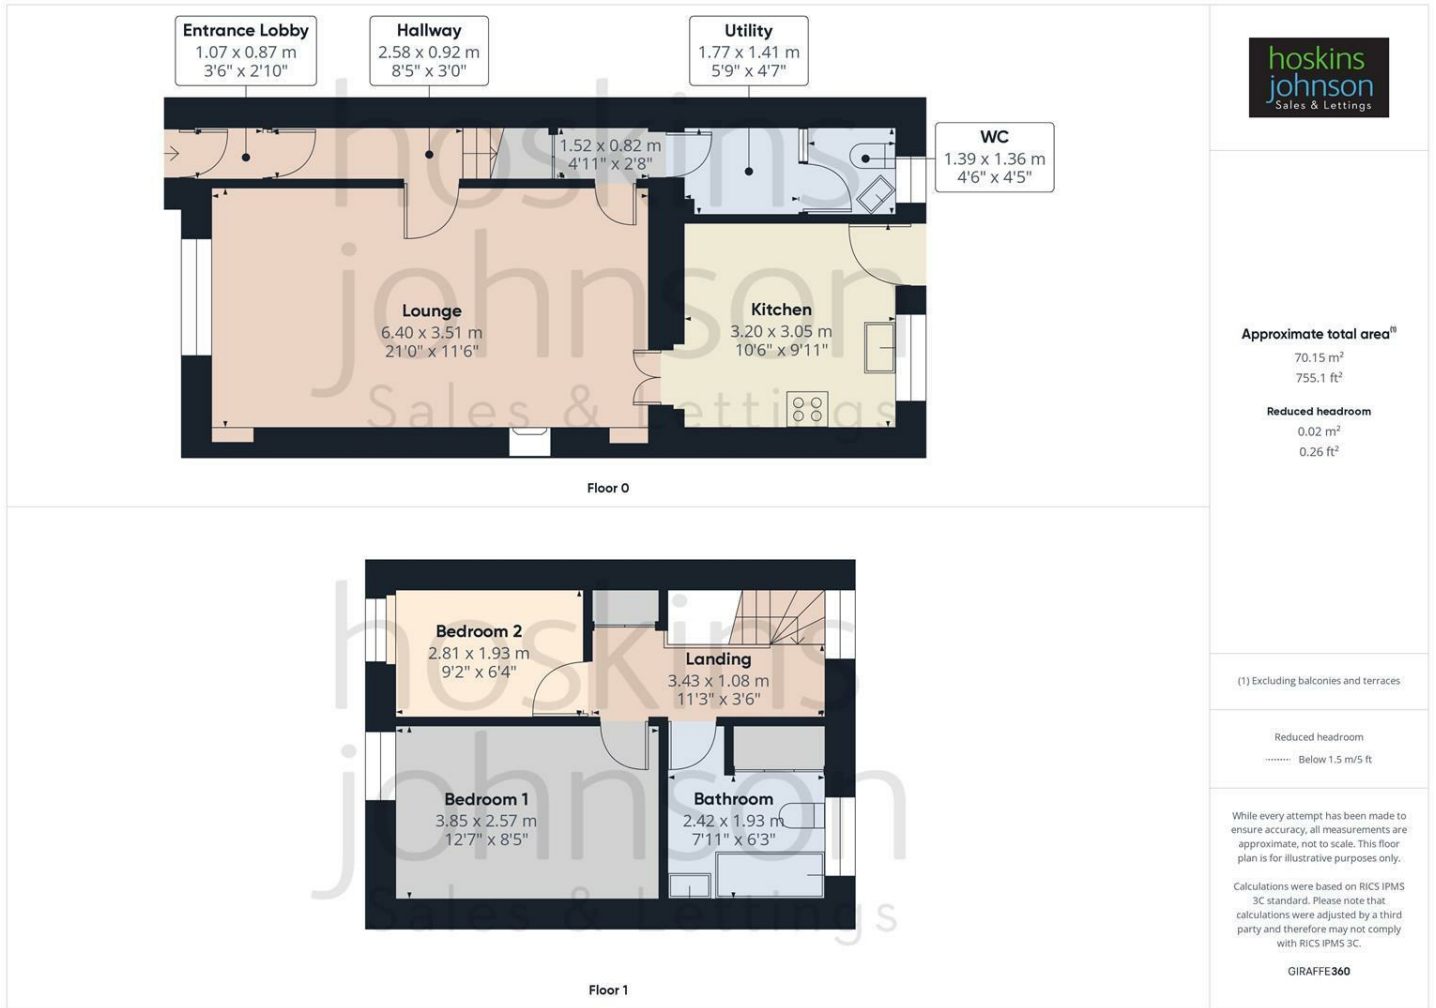 Entrance Lobby
1.07 x 0.87 m
3'6" x 2'10"
Hallway
2.58 x 0.92 m
8'5" x 3'0"
Utility
1.77 x 1.41 m
5'9" x 4'7"
WC
1.39 x 1.36 m
4'6" x 4'5"
1.52 x 0.82 m
4'11" x 2'8"
Lounge
6.40 x 3.51 m
21'0" x 11'6"
Kitchen
3.20 x 3.05 m
10'6" x 9'11"
hoskins
johnson
Sales & Lettings
Floor 0
Bedroom 2
2.81 x 1.93 m
9'2" x 6'4"
Landing
3.43 x 1.08 m
11'3" x 3'6"
Bedroom 1
3.85 x 2.57 m
12'7" x 8'5"
Bathroom
2.42 x 1.93 m
7'11" x 6'3"
hoskins
johnson
Sales & Lettings
Floor 1
hoskins
johnson
Sales & Lettings
Approximate total area(1)
70.15 m²
755.1 ft²
Reduced headroom
0.02 m²
0.26 ft²
(1) Excluding balconies and terraces
Reduced headroom
Below 1.5 m/5 ft
While every attempt has been made to
ensure accuracy, all measurements are
approximate, not to scale. This floor
plan is for illustrative purposes only.
Calculations were based on RICS IPMS
3C standard. Please note that
calculations were adjusted by a third
party and therefore may not comply
with RICS IPMS 3C.
GIRAFFE360